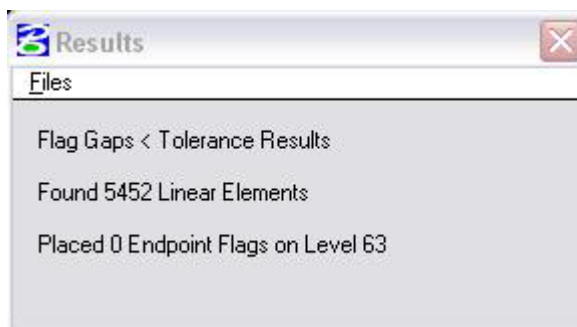 Results
Files
Flag Gaps < Tolerance Results
Found 5452 Linear Elements
Placed 0 Endpoint Flags on Level 63